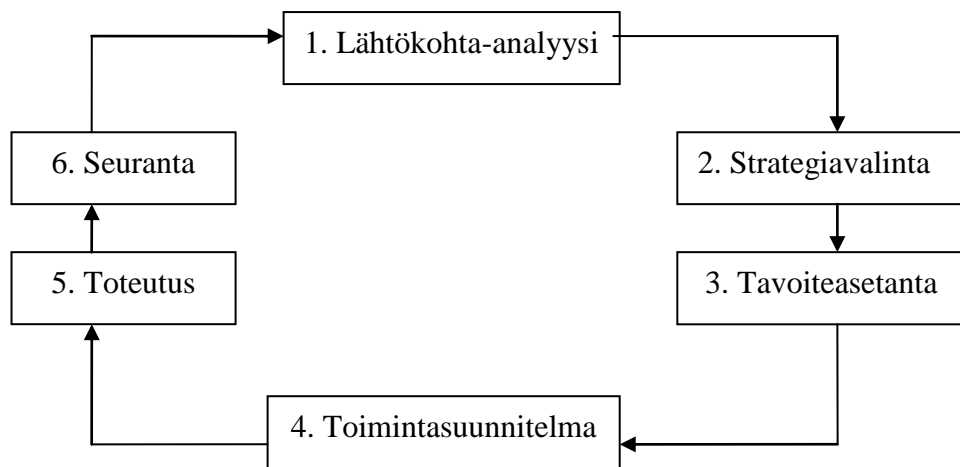 1. Lähtökohta-analyysi
2. Strategiavalinta
3. Tavoiteasetanta
4. Toimintasuunnitelma
5. Toteutus
6. Seuranta